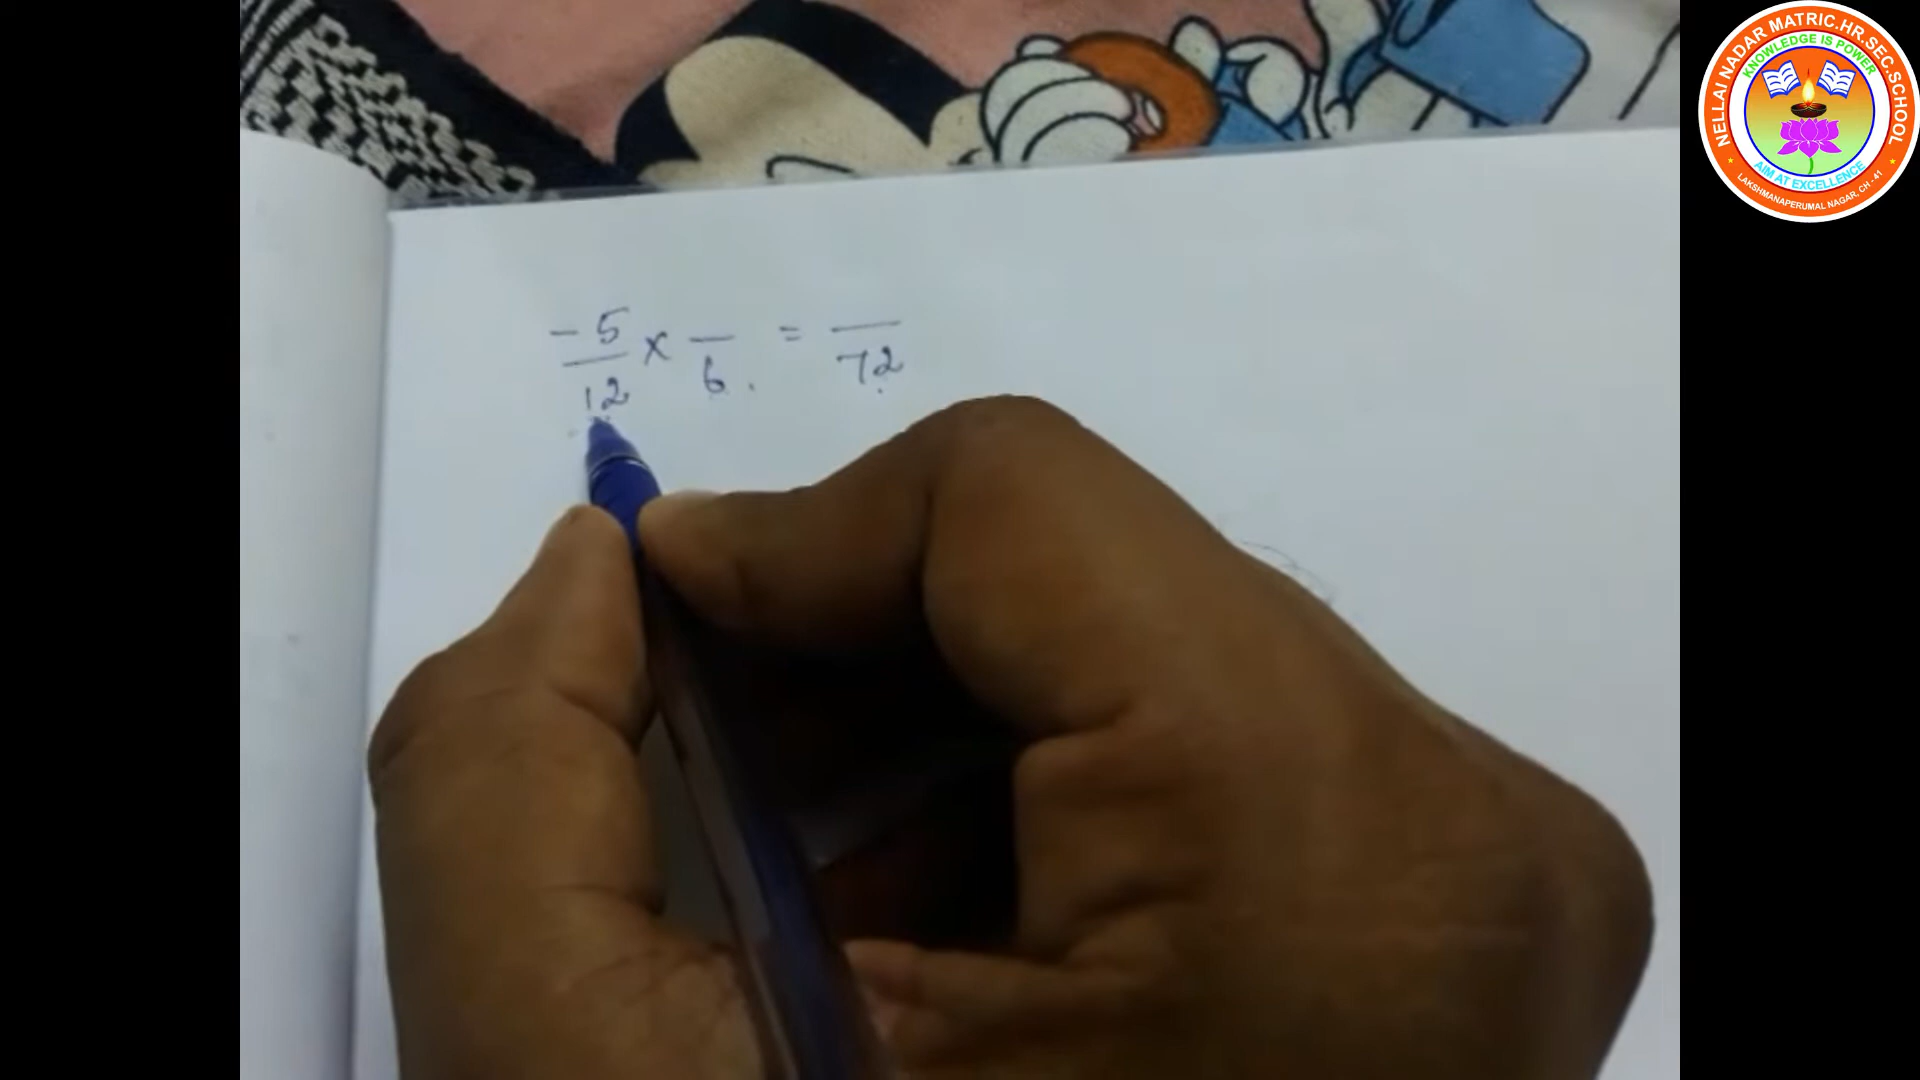 -5/12 × —/6 = —/72
NELLAI NADAR MATRIC.HR.SEC.SCHOOL
KNOWLEDGE IS POWER
AIM AT EXCELLENCE
LAKSHMANAPERUMAL NAGAR, CH - 41